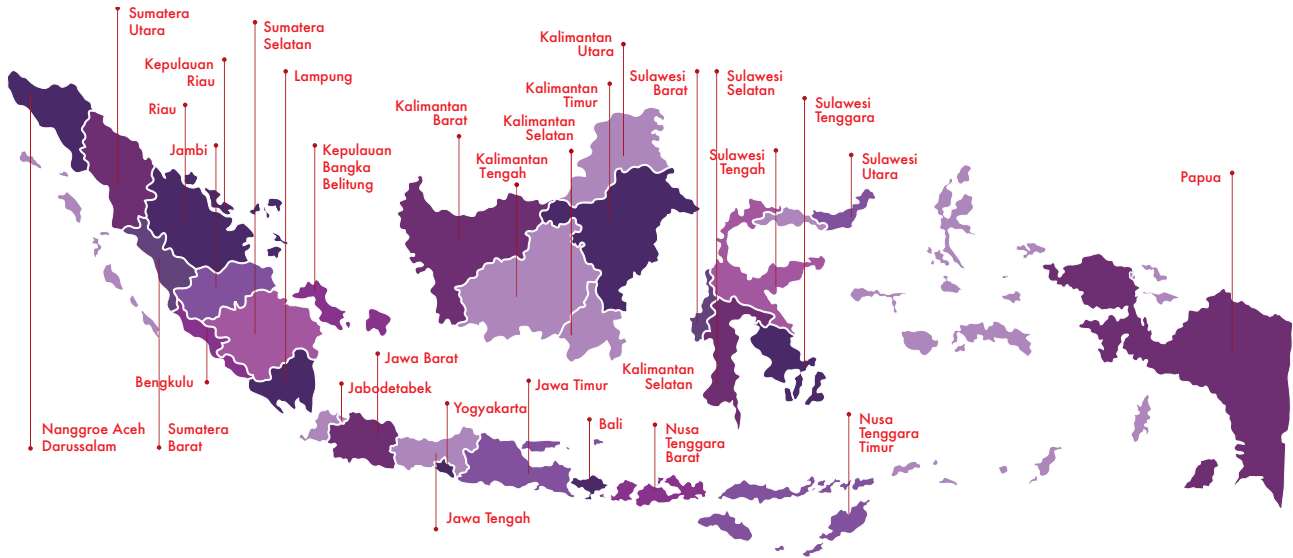 Sumatera
Utara
Sumatera
Selatan
Kepulauan
Riau
Lampung
Riau
Jambi
Kepulauan
Bangka
Belitung
Kalimantan
Utara
Kalimantan
Timur
Kalimantan
Barat
Kalimantan
Selatan
Kalimantan
Tengah
Sulawesi
Barat
Sulawesi
Selatan
Sulawesi
Tenggara
Sulawesi
Tengah
Sulawesi
Utara
Papua
Bengkulu
Jawa Barat
Jabodetabek
Kalimantan
Selatan
Jawa Timur
Yogyakarta
Bali
Nusa
Tenggara
Barat
Nusa
Tenggara
Timur
Nanggroe Aceh
Darussalam
Sumatera
Barat
Jawa Tengah